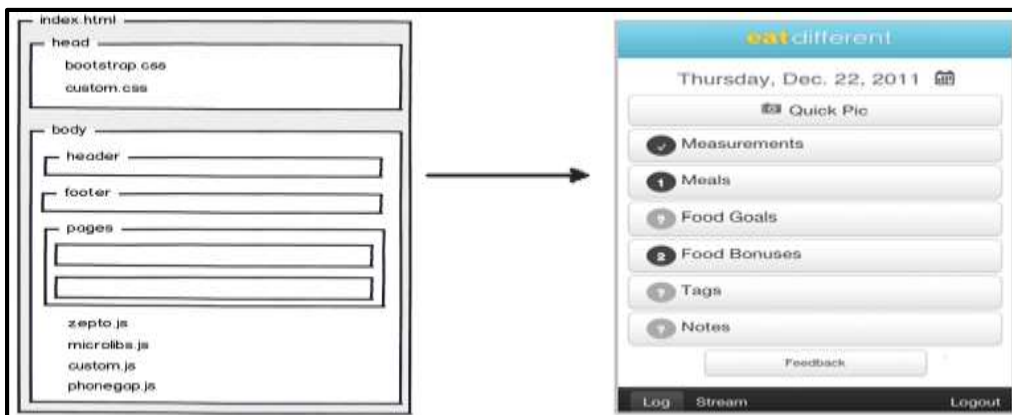 index.html
head
bootstrap.css
custom.css
body
header
footer
pages
zepto.js
microlibs.js
custom.js
phonegap.js
eatdifferent
Thursday, Dec. 22, 2011
Quick Pic
Measurements
1 Meals
? Food Goals
2 Food Bonuses
? Tags
? Notes
Feedback
Log Stream Logout